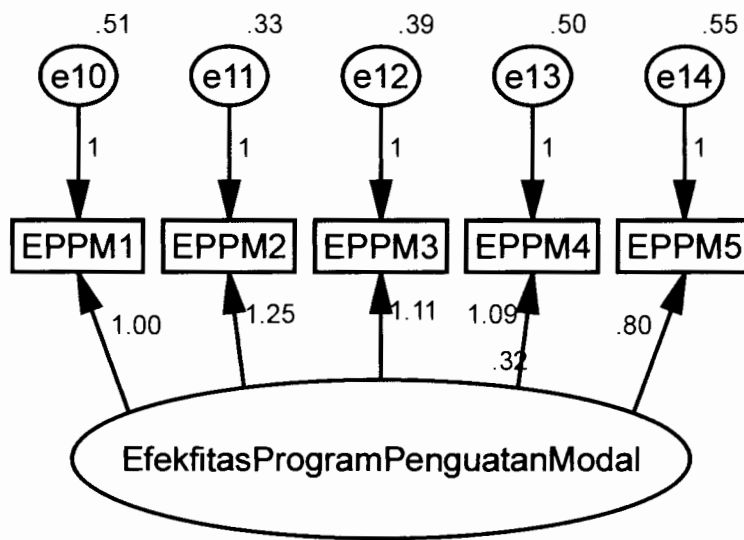 .51 .33 .39 .50 .55
e10 e11 e12 e13 e14
1 1 1 1 1
EPPM1 EPPM2 EPPM3 EPPM4 EPPM5
1.00 1.25 1.11 1.09 .80
.32
EfekfitasProgramPenguatanModal